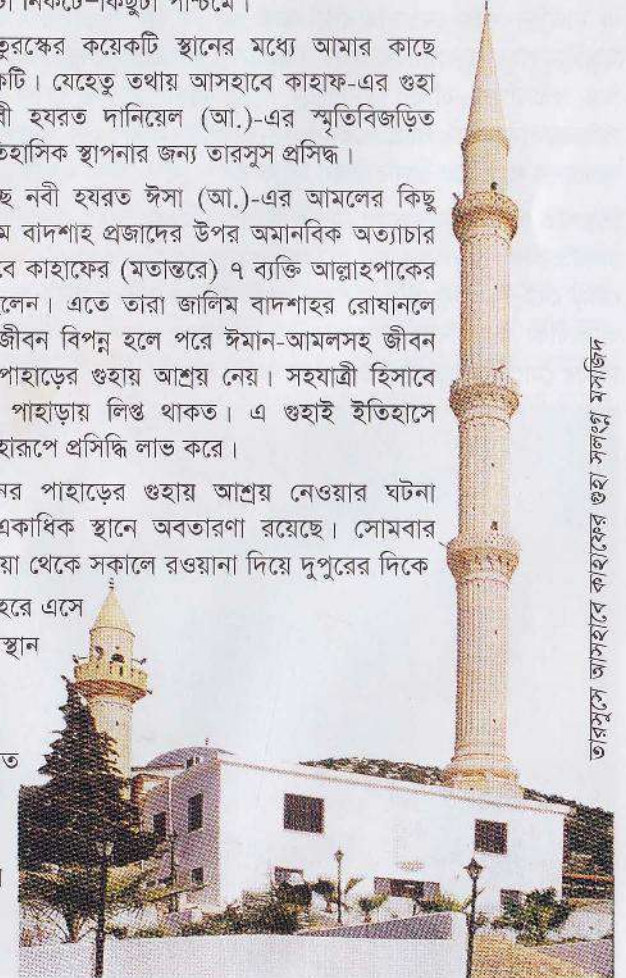 নিকটে–কিছুটা পশ্চিমে।
তুরস্কের কয়েকটি স্থানের মধ্যে আমার কাছে
কটি। যেহেতু তথায় আসহাবে কাহাফ-এর গুহা
বী হযরত দানিয়েল (আ.)-এর স্মৃতিবিজড়িত
তিহাসিক স্থাপনার জন্য তারসুস প্রসিদ্ধ।
ছে নবী হযরত ঈসা (আ.)-এর আমলের কিছু
ম বাদশাহ প্রজাদের উপর অমানবিক অত্যাচার
বে কাহাফের (মতান্তরে) ৭ ব্যক্তি আল্লাহপাকের
লেন। এতে তারা জালিম বাদশাহর রোষানলে
জীবন বিপন্ন হলে পরে ঈমান-আমলসহ জীবন
পাহাড়ের গুহায় আশ্রয় নেয়। সহযাত্রী হিসাবে
পাহাড়ায় লিপ্ত থাকত। এ গুহাই ইতিহাসে
হারূপে প্রসিদ্ধি লাভ করে।
নর পাহাড়ের গুহায় আশ্রয় নেওয়ার ঘটনা
একাধিক স্থানে অবতারণা রয়েছে। সোমবার
য়া থেকে সকালে রওয়ানা দিয়ে দুপুরের দিকে
হরে এসে
স্থান
ত
তারসুসে আসহাবে কাহাফের গুহা সংলগ্ন মসজিদ